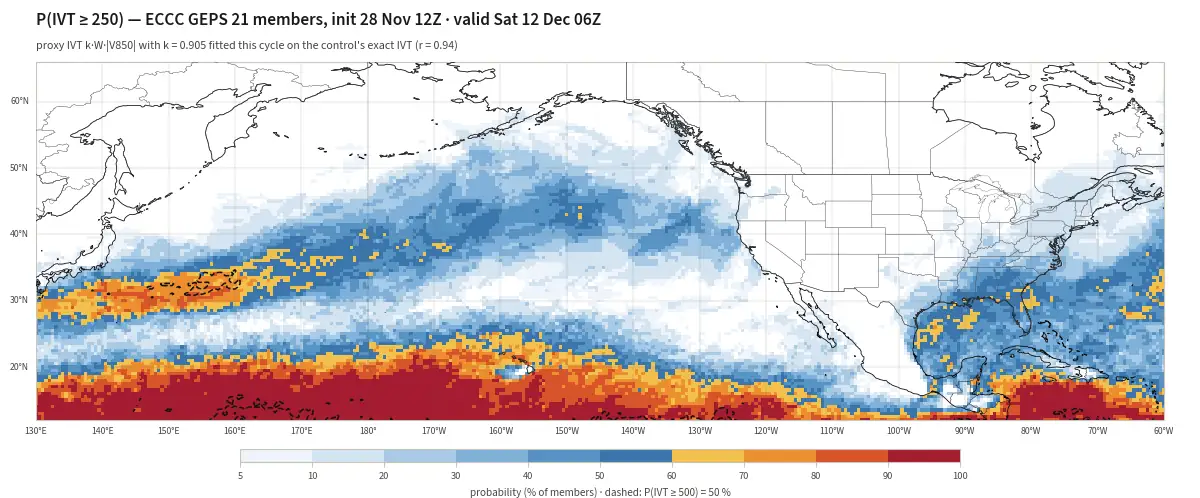 P(IVT ≥ 250) — ECCC GEPS 21 members, init 28 Nov 12Z · valid Sat 12 Dec 06Z
proxy IVT k·W·|V850| with k = 0.905 fitted this cycle on the control's exact IVT (r = 0.94)
60°N
50°N
40°N
30°N
20°N
130°E 140°E 150°E 160°E 170°E 180° 170°W 160°W 150°W 140°W 130°W 120°W 110°W 100°W 90°W 80°W 70°W 60°W
5 10 20 30 40 50 60 70 80 90 100
probability (% of members) · dashed: P(IVT ≥ 500) = 50 %